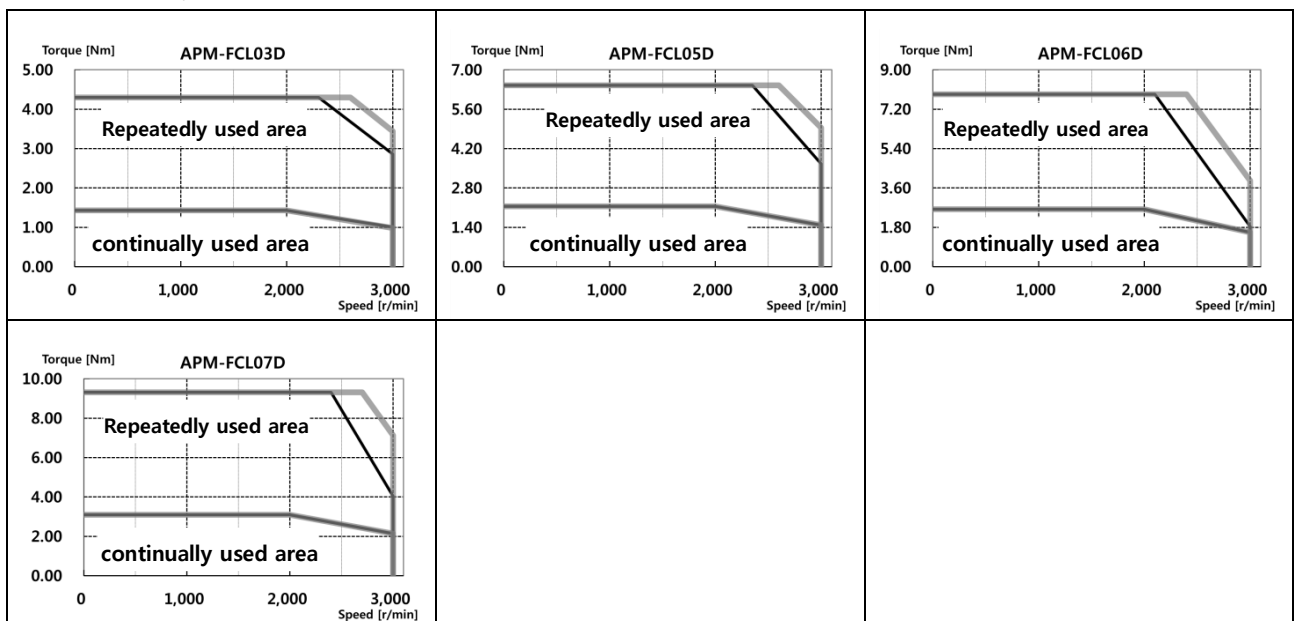 Torque [Nm] APM-FCL03D
5.00
4.00
Repeatedly used area
3.00
2.00
1.00
continually used area
0.00
0 1,000 2,000 3,000
Speed [r/min]
Torque [Nm] APM-FCL05D
7.00
5.60
Repeatedly used area
4.20
2.80
1.40
continually used area
0.00
0 1,000 2,000 3,000
Speed [r/min]
Torque [Nm] APM-FCL06D
9.00
7.20
Repeatedly used area
5.40
3.60
1.80
continually used area
0.00
0 1,000 2,000 3,000
Speed [r/min]
Torque [Nm] APM-FCL07D
10.00
8.00
Repeatedly used area
6.00
4.00
2.00
continually used area
0.00
0 1,000 2,000 3,000
Speed [r/min]